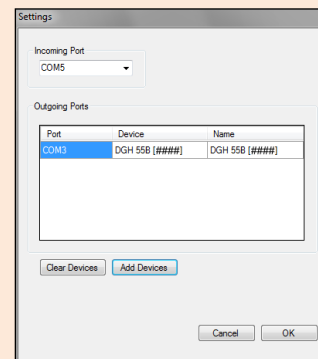 Settings
Incoming Port
COM5
Outgoing Ports
Port Device Name
COM3 DGH 55B [####] DGH 55B [####]
Clear Devices Add Devices
Cancel OK